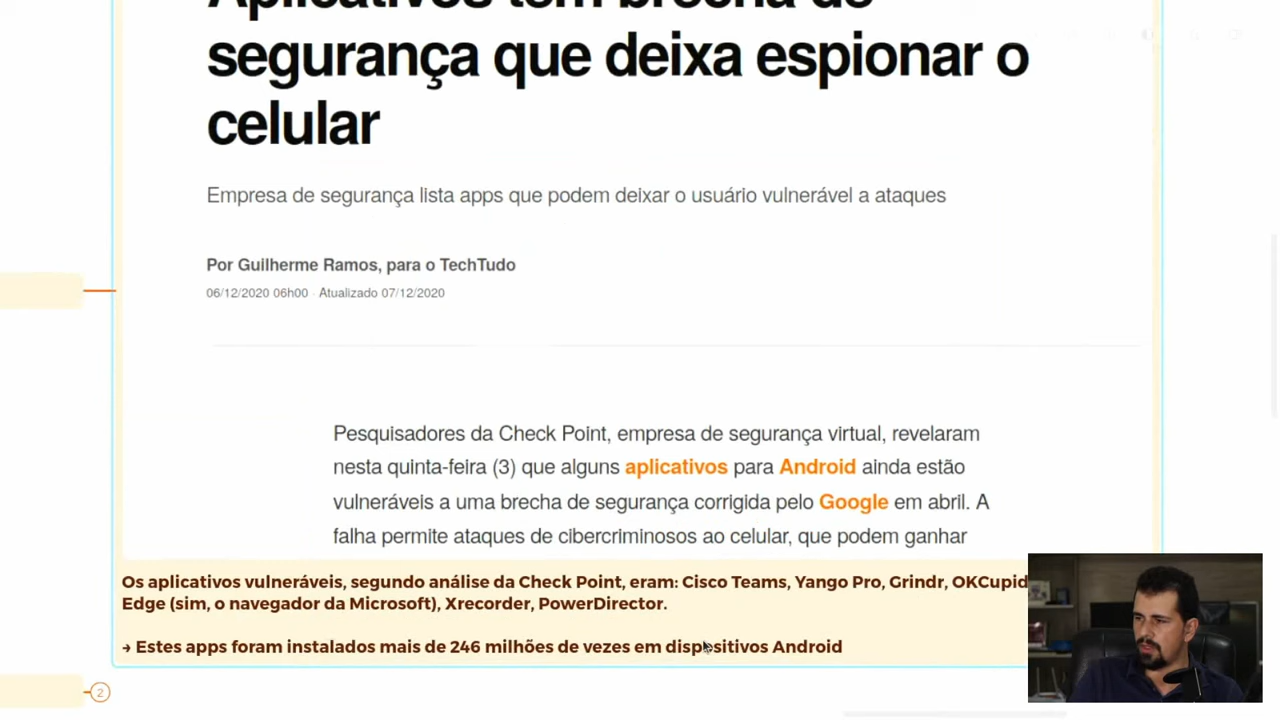 Aplicativos têm brecha de
segurança que deixa espionar o
celular
Empresa de segurança lista apps que podem deixar o usuário vulnerável a ataques
Por Guilherme Ramos, para o TechTudo
06/12/2020 06h00 · Atualizado 07/12/2020
Pesquisadores da Check Point, empresa de segurança virtual, revelaram
nesta quinta-feira (3) que alguns aplicativos para Android ainda estão
vulneráveis a uma brecha de segurança corrigida pelo Google em abril. A
falha permite ataques de cibercriminosos ao celular, que podem ganhar
Os aplicativos vulneráveis, segundo análise da Check Point, eram: Cisco Teams, Yango Pro, Grindr, OKCupid
Edge (sim, o navegador da Microsoft), Xrecorder, PowerDirector.
→ Estes apps foram instalados mais de 246 milhões de vezes em dispositivos Android
2